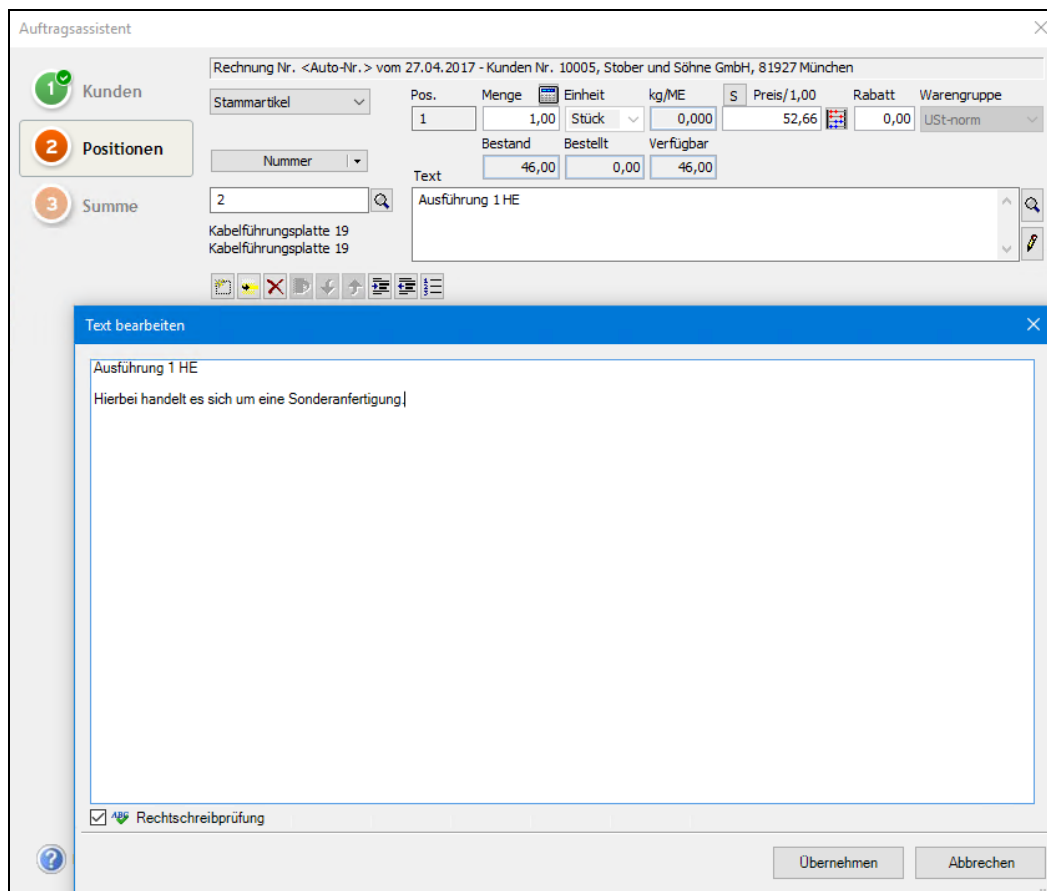 Auftragsassistent
1 Kunden
2 Positionen
3 Summe
Rechnung Nr. <Auto-Nr.> vom 27.04.2017 - Kunden Nr. 10005, Stober und Söhne GmbH, 81927 München
Stammartikel
Pos. Menge Einheit kg/ME S Preis/1,00 Rabatt Warengruppe
1 1,00 Stück 0,000 52,66 0,00 USt-norm
Bestand Bestellt Verfügbar
Nummer
46,00 0,00 46,00
Text
2
Ausführung 1 HE
Kabelführungsplatte 19
Kabelführungsplatte 19
Text bearbeiten
Ausführung 1 HE
Hierbei handelt es sich um eine Sonderanfertigung.
ABC Rechtschreibprüfung
? Übernehmen Abbrechen